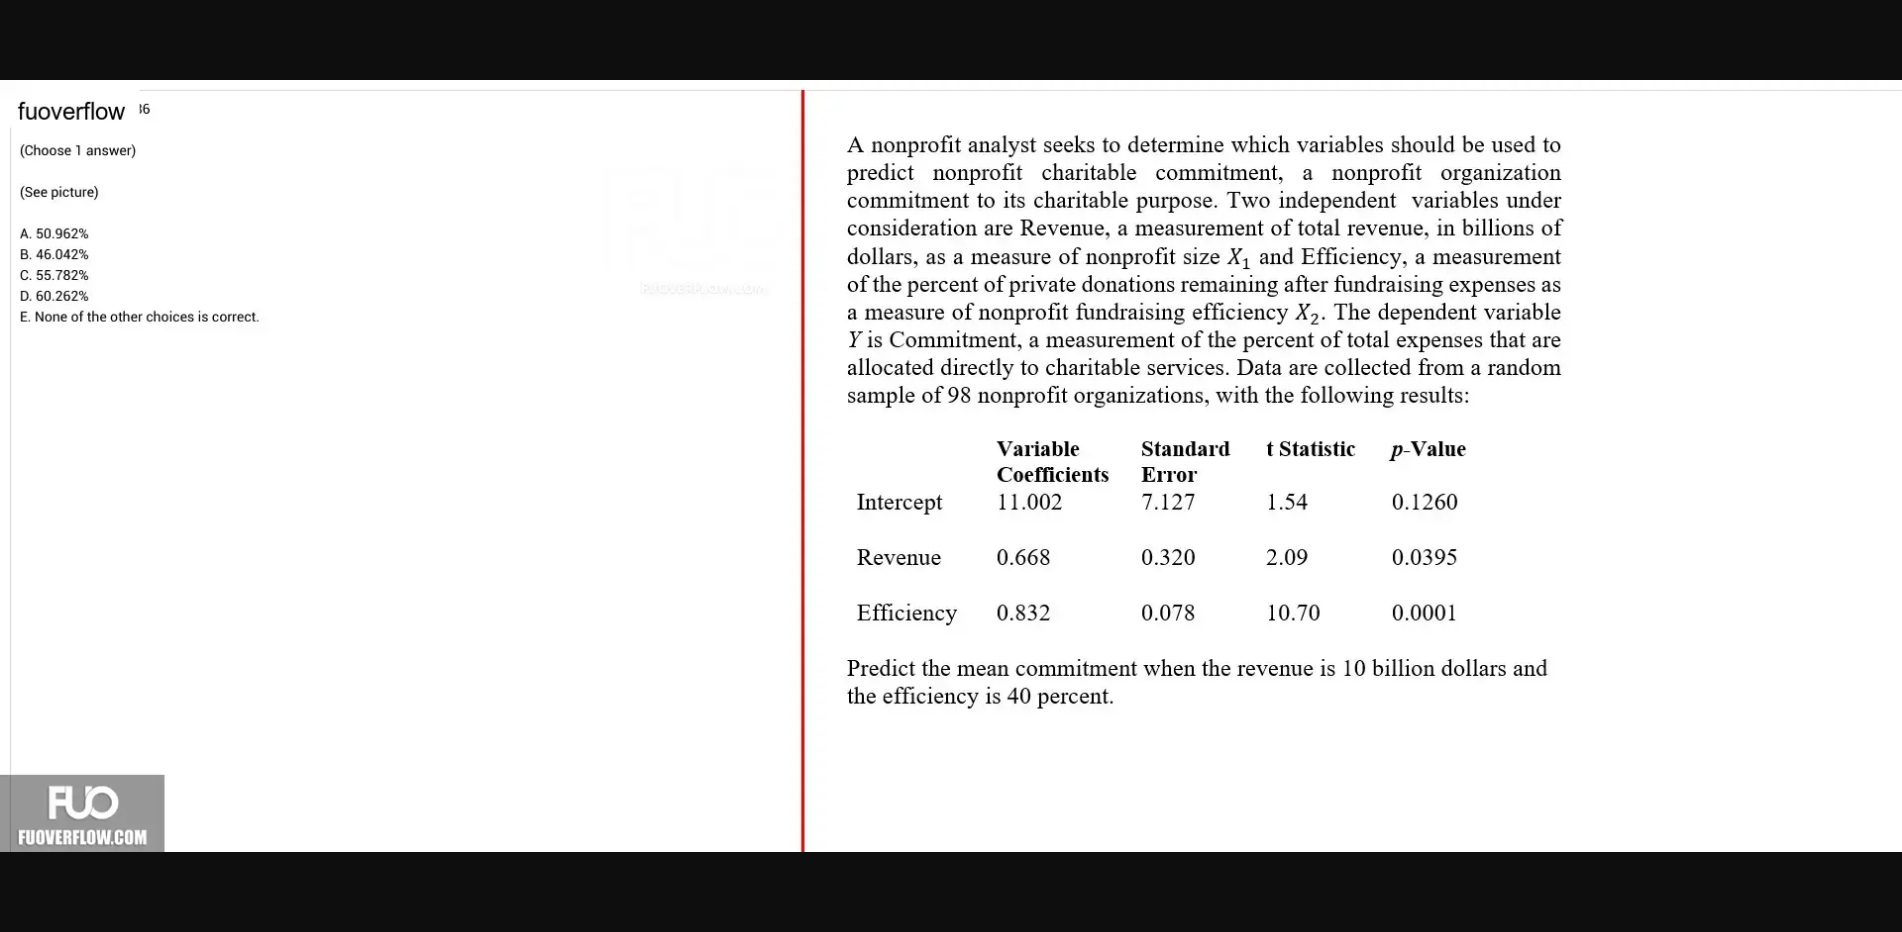 fuoverflow 36
(Choose 1 answer)
(See picture)
A. 50.962%
B. 46.042%
C. 55.782%
D. 60.262%
E. None of the other choices is correct.
FUOVERFLOW.COM
A nonprofit analyst seeks to determine which variables should be used to
predict nonprofit charitable commitment, a nonprofit organization
commitment to its charitable purpose. Two independent variables under
consideration are Revenue, a measurement of total revenue, in billions of
dollars, as a measure of nonprofit size X₁ and Efficiency, a measurement
of the percent of private donations remaining after fundraising expenses as
a measure of nonprofit fundraising efficiency X₂. The dependent variable
Y is Commitment, a measurement of the percent of total expenses that are
allocated directly to charitable services. Data are collected from a random
sample of 98 nonprofit organizations, with the following results:
Variable Standard t Statistic p-Value
Coefficients Error
Intercept 11.002 7.127 1.54 0.1260
Revenue 0.668 0.320 2.09 0.0395
Efficiency 0.832 0.078 10.70 0.0001
Predict the mean commitment when the revenue is 10 billion dollars and
the efficiency is 40 percent.
FUO
FUOVERFLOW.COM